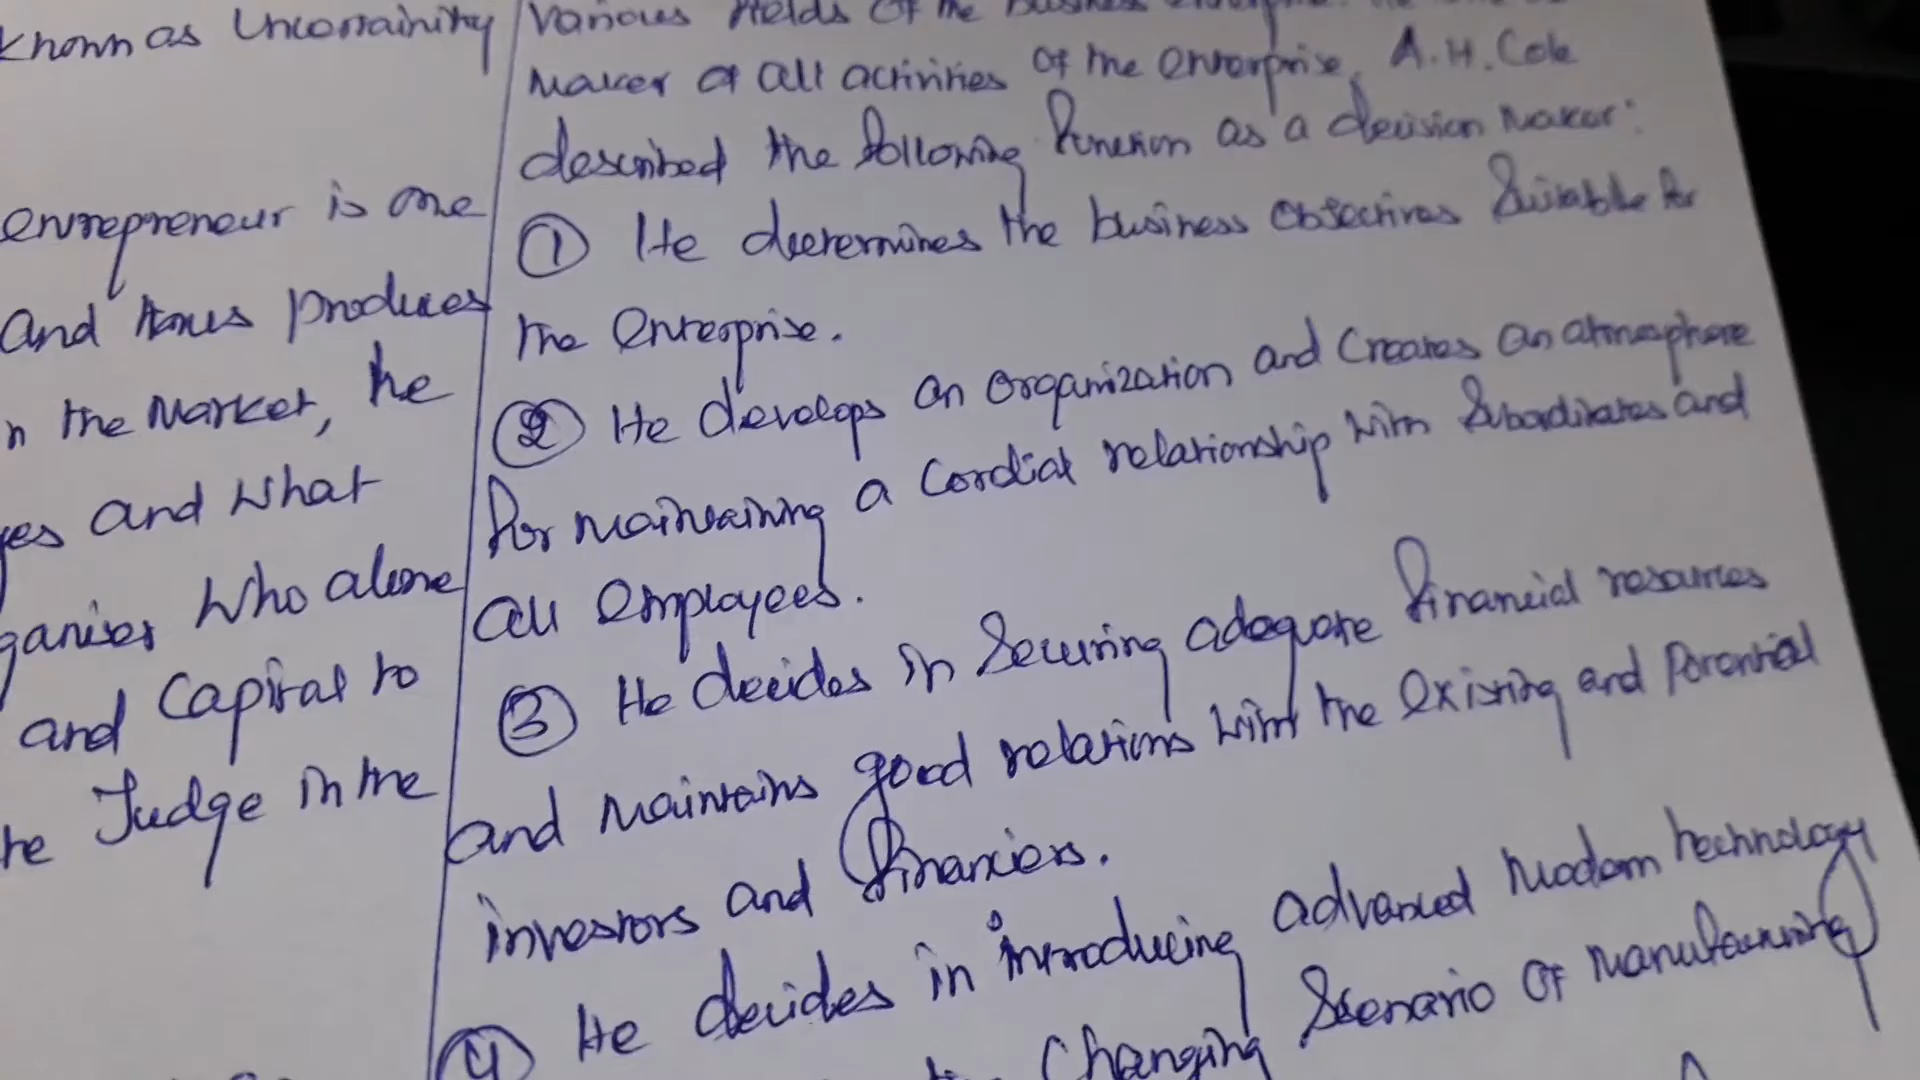 known as Uncertainity
entrepreneur is one
and thus produces
n the Market, he
es and what
ganiser who alone
and Capital to
he Judge in the
Various fields of the business
Maker of all activities of the enterprise, A.H. Cole
described the following function as a decision Maker:
① He determines the business objectives Suitable for
the Enterprise.
② He develops an organization and creates an atmosphere
for maintaining a cordial relationship with Subordinates and
all Employees.
③ He decides in Securing adequate financial resources
and Maintains good relations with the existing and Potential
investors and financiers.
④ He decides in introducing advanced Modern technology
changing Scenario of Manufacturing